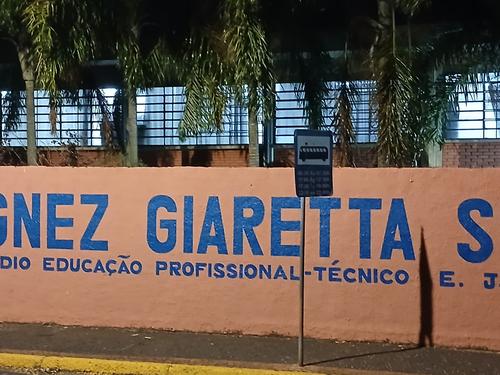 GNEZ GIARETTA S
DIO EDUCAÇÃO PROFISSIONAL-TÉCNICO E. J.